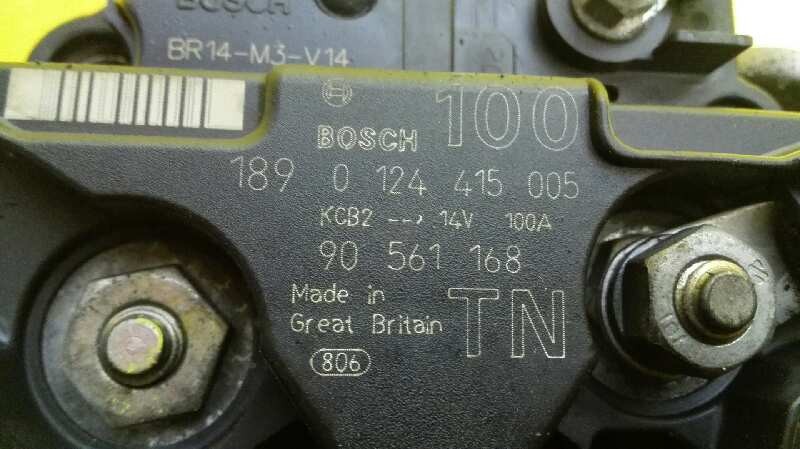 BOSCH
BR14-M3-V14
BOSCH 100
189 0 124 415 005
KCB2 --> 14V 100A
90 561 168
Made in
Great Britain
TN
806